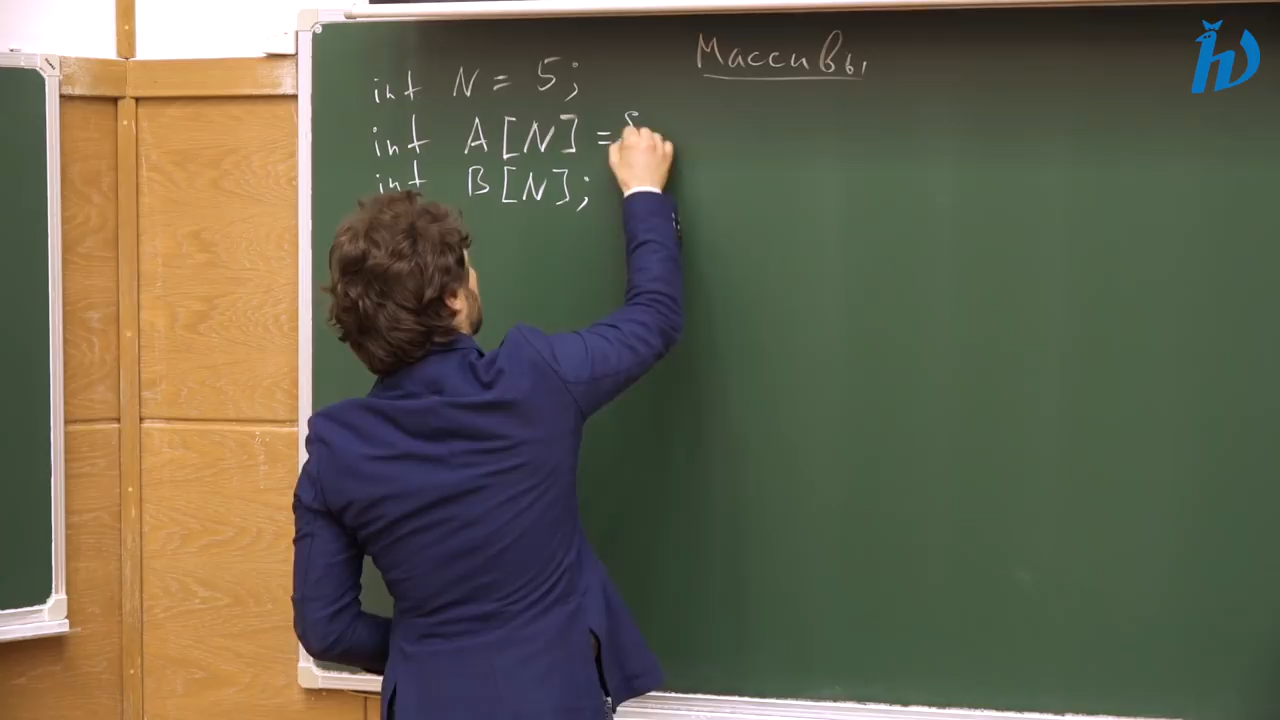 Массивы
int N = 5;
int A[N] = {
int B[N];